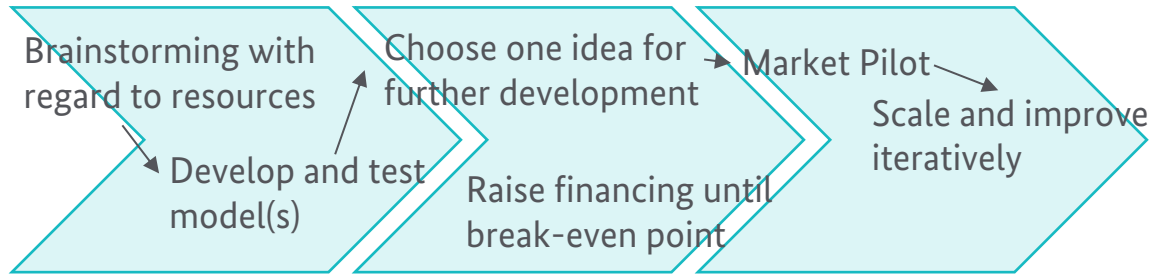 Brainstorming with
regard to resources
Develop and test
model(s)
Choose one idea for
further development
Raise financing until
break-even point
Market Pilot
Scale and improve
iteratively